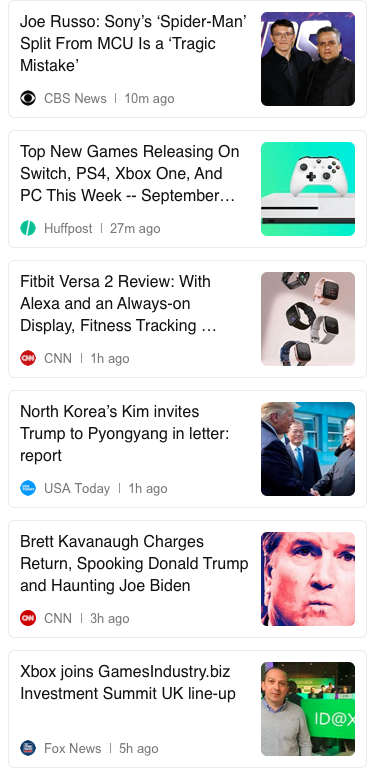 Joe Russo: Sony’s ‘Spider-Man’
Split From MCU Is a ‘Tragic
Mistake’
CBS News | 10m ago
Top New Games Releasing On
Switch, PS4, Xbox One, And
PC This Week -- September…
Huffpost | 27m ago
Fitbit Versa 2 Review: With
Alexa and an Always-on
Display, Fitness Tracking …
CNN
CNN | 1h ago
North Korea’s Kim invites
Trump to Pyongyang in letter:
report
USA TODAY
USA Today | 1h ago
Brett Kavanaugh Charges
Return, Spooking Donald Trump
and Haunting Joe Biden
CNN
CNN | 3h ago
Xbox joins GamesIndustry.biz
Investment Summit UK line-up
ID@X
Fox News | 5h ago